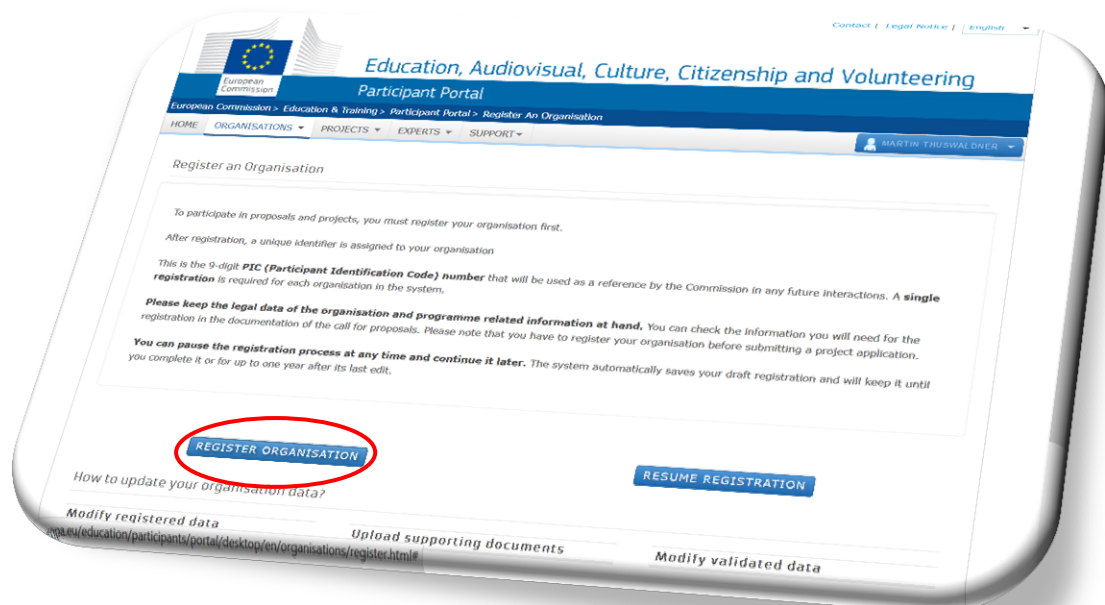 Contact | Legal Notice | English
European
Commission
Education, Audiovisual, Culture, Citizenship and Volunteering
Participant Portal
European Commission > Education & Training > Participant Portal > Register An Organisation
HOME ORGANISATIONS PROJECTS EXPERTS SUPPORT
MARTIN THUSWALDNER
Register an Organisation
To participate in proposals and projects, you must register your organisation first.
After registration, a unique identifier is assigned to your organisation
This is the 9-digit PIC (Participant Identification Code) number that will be used as a reference by the Commission in any future interactions. A single
registration is required for each organisation in the system.
Please keep the legal data of the organisation and programme related information at hand. You can check the information you will need for the
registration in the documentation of the call for proposals. Please note that you have to register your organisation before submitting a project application.
You can pause the registration process at any time and continue it later. The system automatically saves your draft registration and will keep it until
you complete it or for up to one year after its last edit.
REGISTER ORGANISATION
RESUME REGISTRATION
How to update your organisation data?
Modify registered data
Upload supporting documents
Modify validated data
opa.eu/education/participants/portal/desktop/en/organisations/register.html#